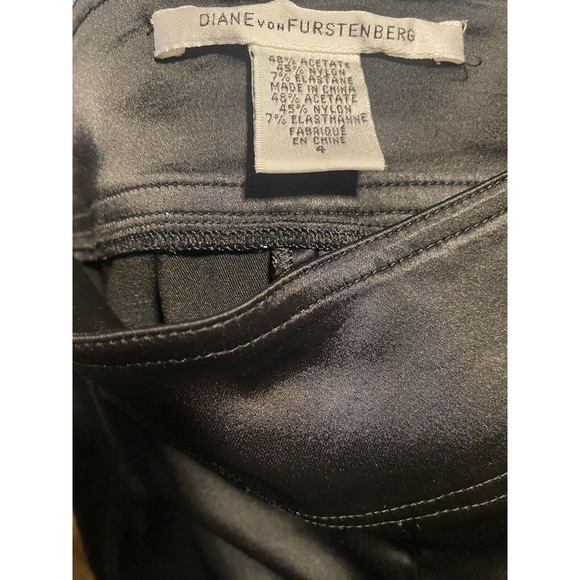 DIANE VON FURSTENBERG
48% ACETATE
45% NYLON
7% ELASTANE
MADE IN CHINA
48% ACETATE
45% NYLON
7% ELASTHANNE
FABRIQUÉ
EN CHINE
4